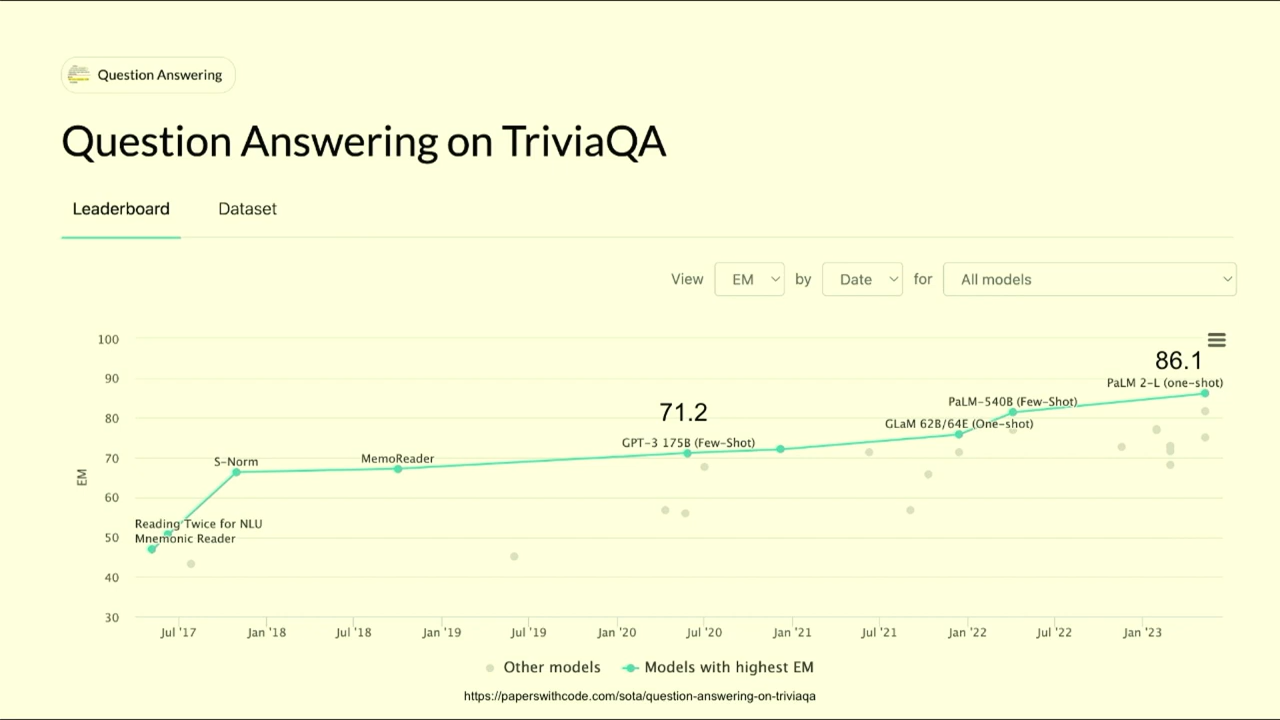 Question Answering
Question Answering on TriviaQA
Leaderboard Dataset
View EM by Date for All models
100
90
80
70
60
50
40
30
EM
86.1
PaLM 2-L (one-shot)
PaLM-540B (Few-Shot)
71.2
GLaM 62B/64E (One-shot)
GPT-3 175B (Few-Shot)
MemoReader
S-Norm
Reading Twice for NLU
Mnemonic Reader
Jul '17 Jan '18 Jul '18 Jan '19 Jul '19 Jan '20 Jul '20 Jan '21 Jul '21 Jan '22 Jul '22 Jan '23
Other models Models with highest EM
https://paperswithcode.com/sota/question-answering-on-triviaqa